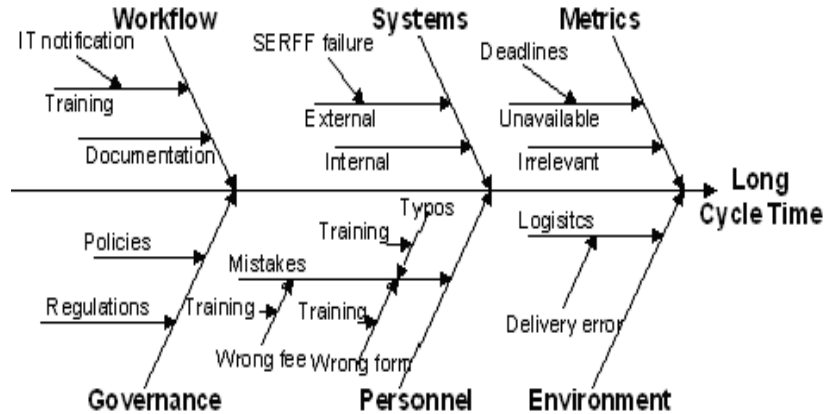 Workflow
Systems
Metrics
IT notification
SERFF failure
Deadlines
Training
External
Unavailable
Documentation
Internal
Irrelevant
Long
Cycle Time
Typos
Policies
Training
Logisitcs
Mistakes
Regulations
Training
Training
Delivery error
Wrong fee
Wrong form
Governance
Personnel
Environment